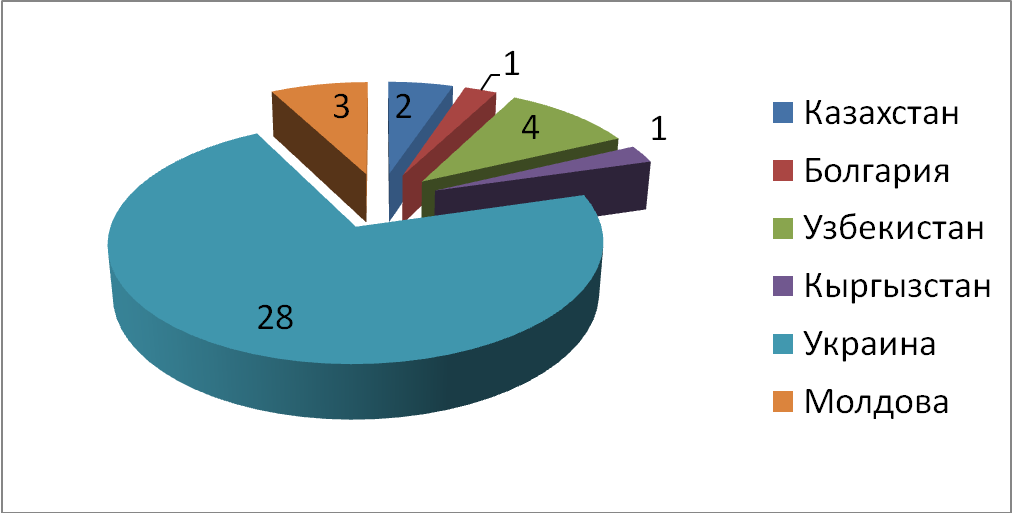 1
3
2
4
1
28
Казахстан
Болгария
Узбекистан
Кыргызстан
Украина
Молдова